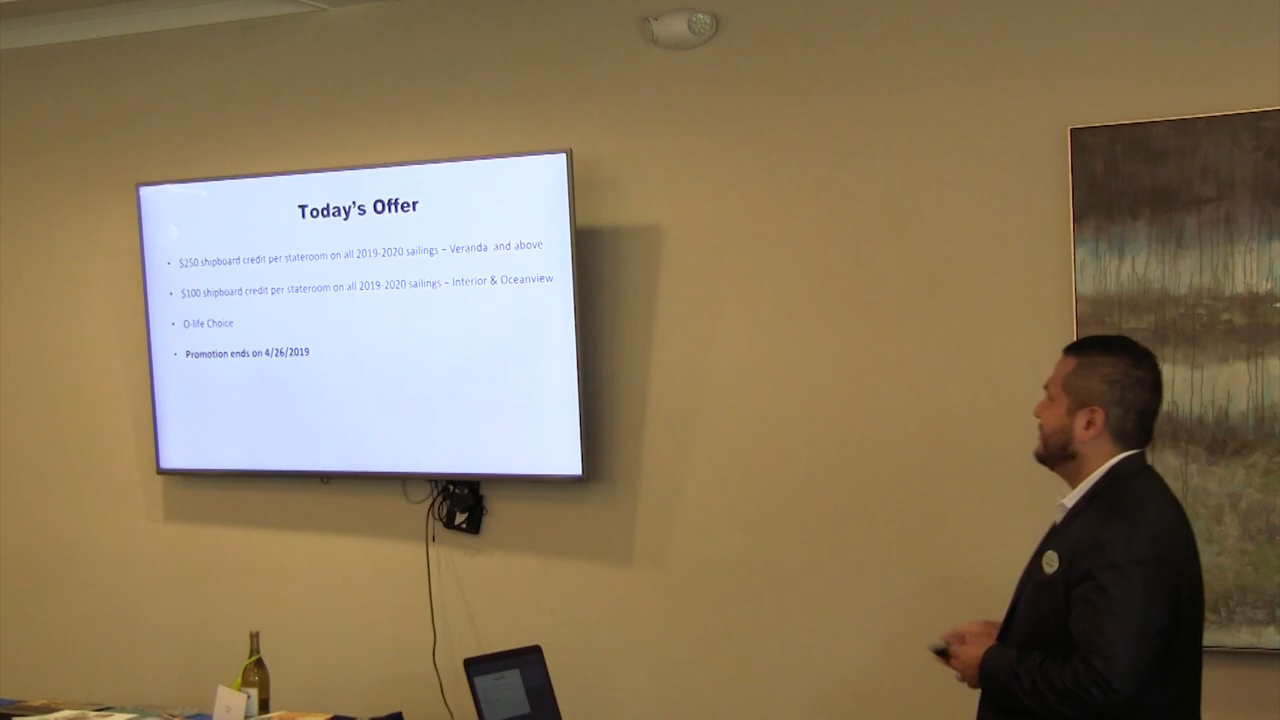 Today's Offer
• $250 shipboard credit per stateroom on all 2019-2020 sailings – Veranda and above
• $100 shipboard credit per stateroom on all 2019-2020 sailings – Interior & Oceanview
• O-life Choice
• Promotion ends on 4/26/2019